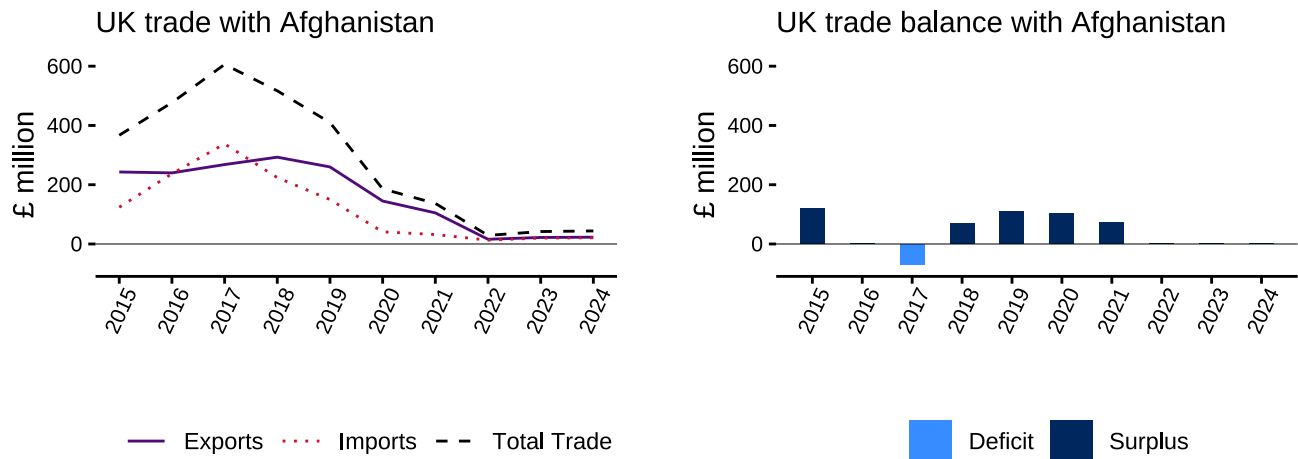 UK trade with Afghanistan
£ million
600
400
200
0
2015 2016 2017 2018 2019 2020 2021 2022 2023 2024
Exports Imports Total Trade
UK trade balance with Afghanistan
£ million
600
400
200
0
2015 2016 2017 2018 2019 2020 2021 2022 2023 2024
Deficit Surplus